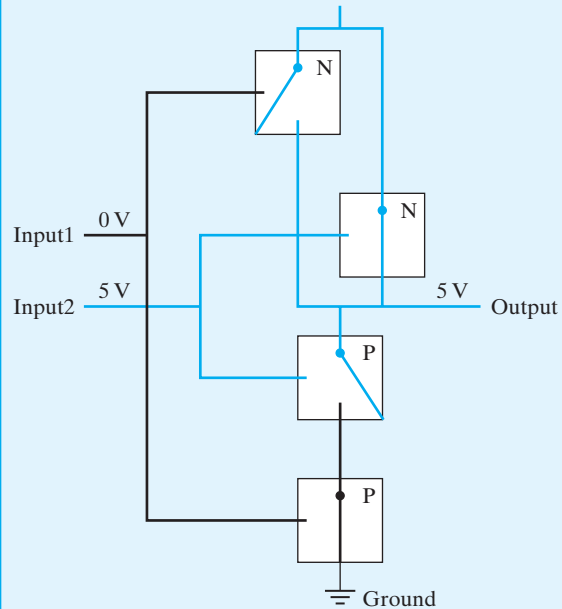 N
N
0 V
Input1
5 V
Input2
5 V
Output
P
P
Ground